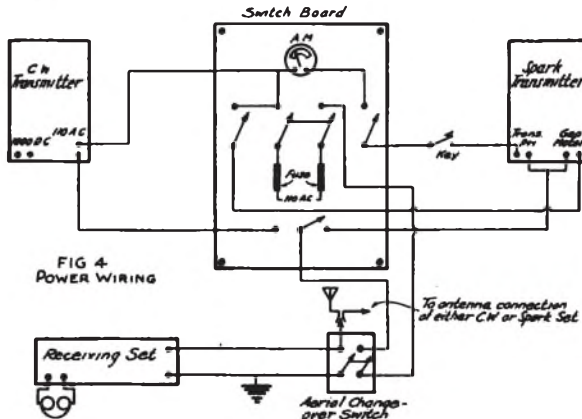 Switch Board
CW
Transmitter
1000 DC
110 AC
AM
Spark
Transmitter
Trans.
Pri
Gap
Motor
Key
Fuse
110 AC
FIG 4
POWER WIRING
To antenna connection
of either CW or Spark Set
Receiving Set
Aerial Change-
over Switch